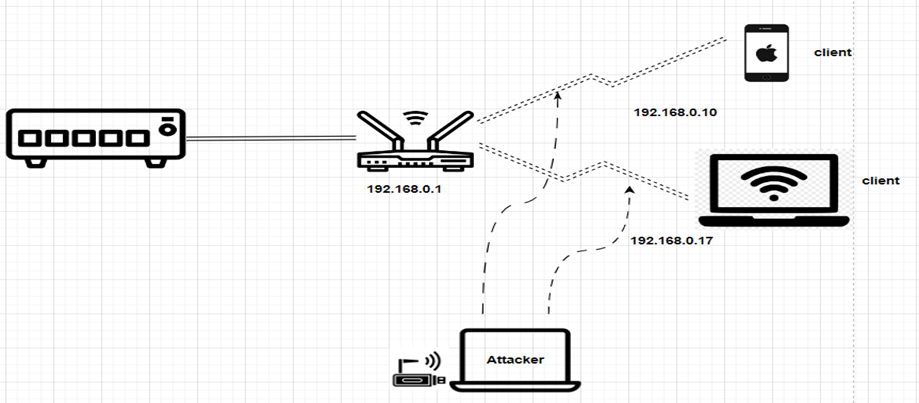 client
192.168.0.10
192.168.0.1
client
192.168.0.17
Attacker